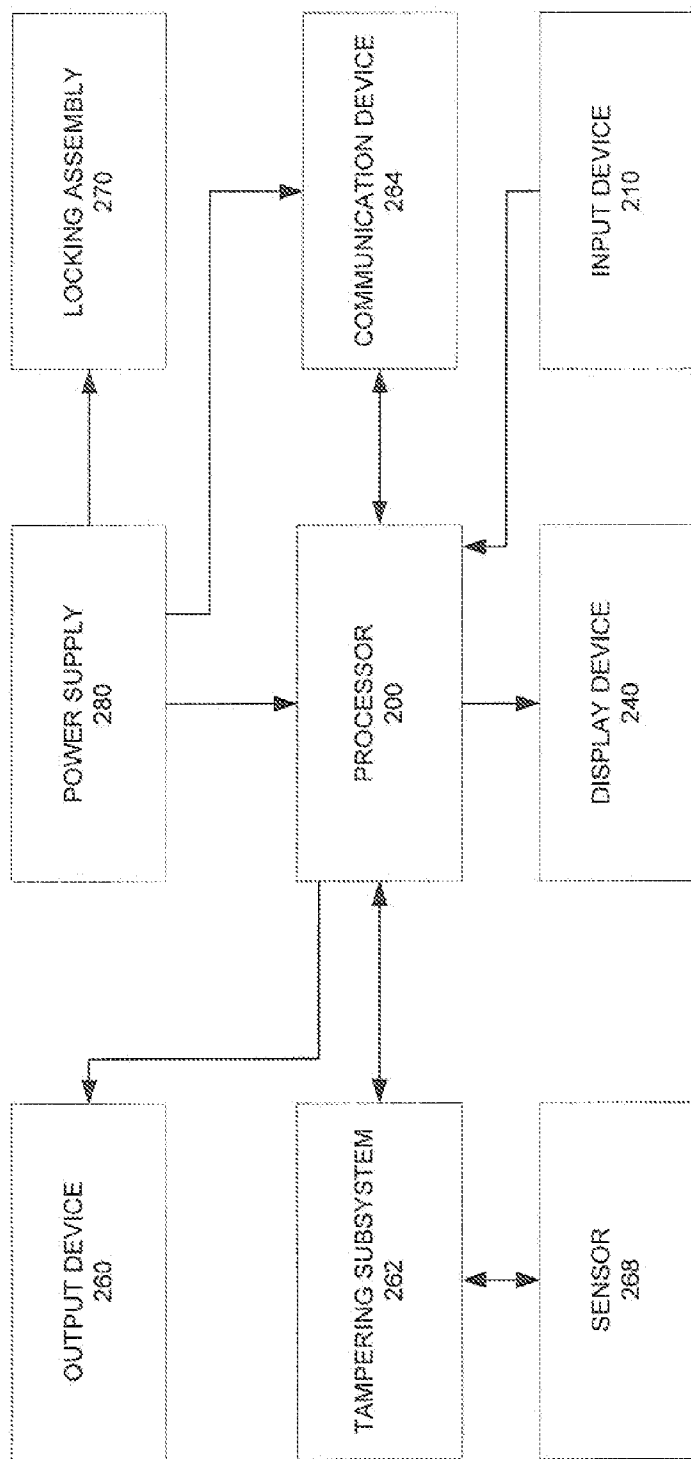 OUTPUT DEVICE
260
POWER SUPPLY
280
LOCKING ASSEMBLY
270
TAMPERING SUBSYSTEM
262
PROCESSOR
200
COMMUNICATION DEVICE
264
SENSOR
268
DISPLAY DEVICE
240
INPUT DEVICE
210